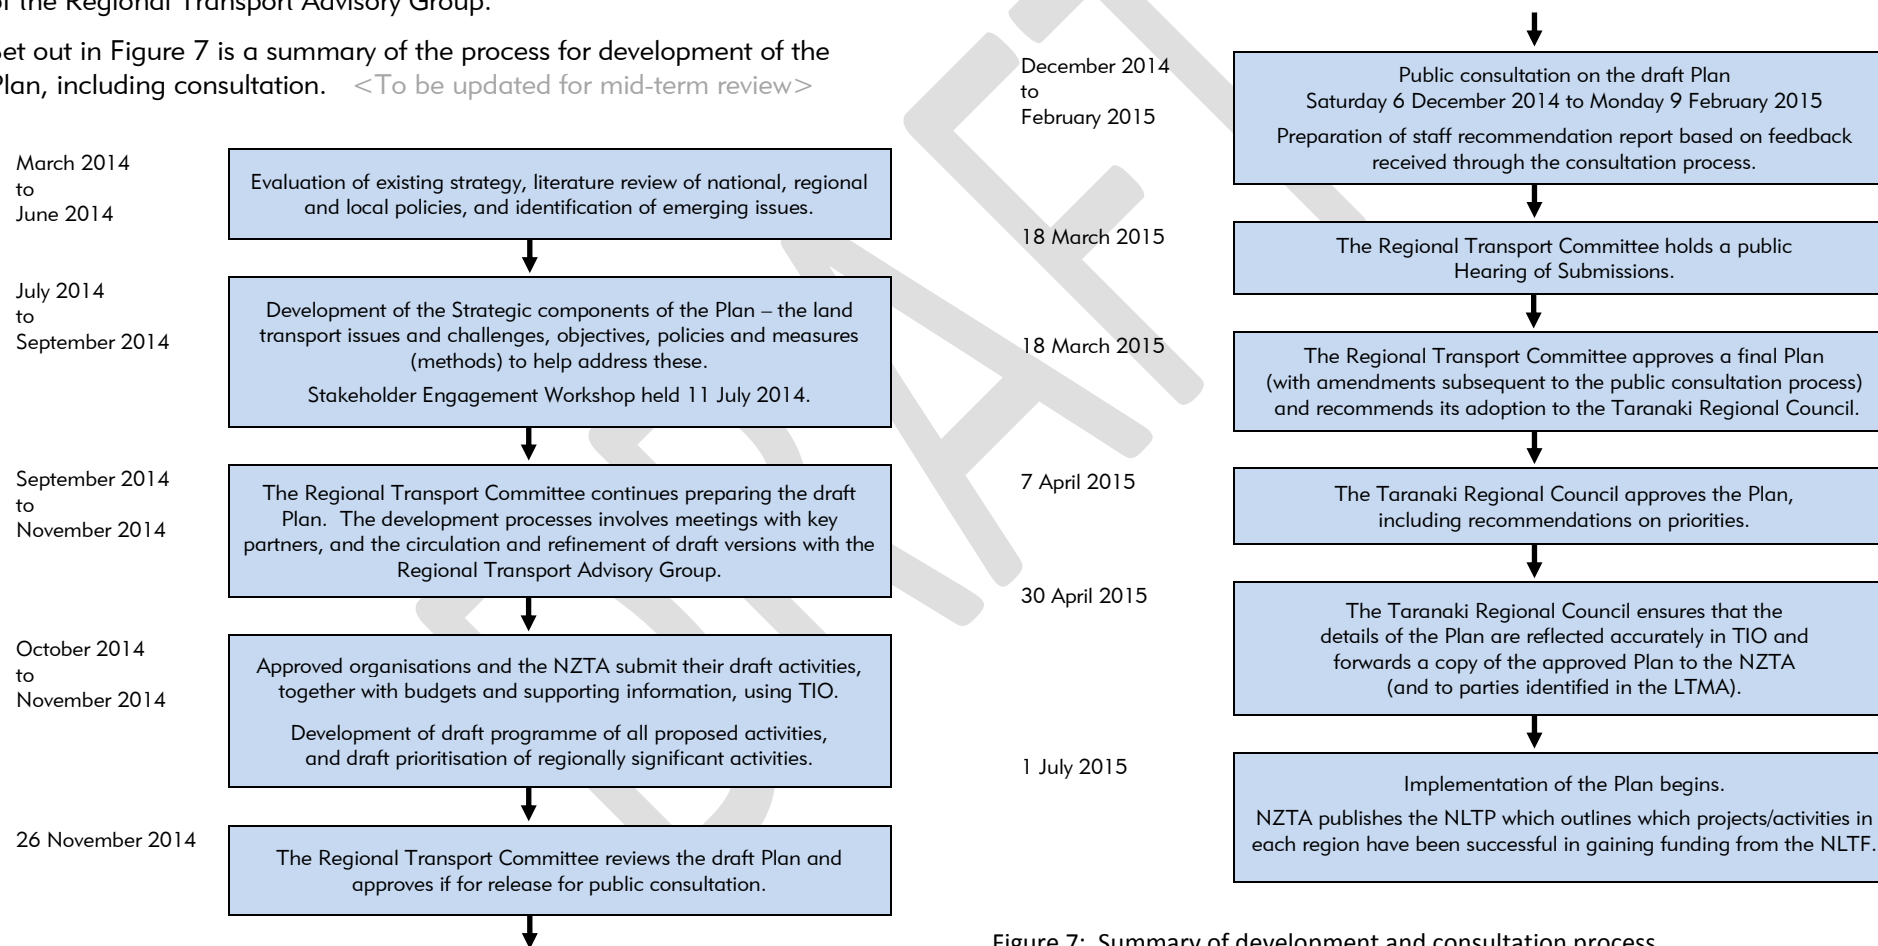 of the Regional Transport Advisory Group.
Set out in Figure 7 is a summary of the process for development of the
Plan, including consultation. <To be updated for mid-term review>
March 2014
to
June 2014
Evaluation of existing strategy, literature review of national, regional
and local policies, and identification of emerging issues.
July 2014
to
September 2014
Development of the Strategic components of the Plan – the land
transport issues and challenges, objectives, policies and measures
(methods) to help address these.
Stakeholder Engagement Workshop held 11 July 2014.
September 2014
to
November 2014
The Regional Transport Committee continues preparing the draft
Plan. The development processes involves meetings with key
partners, and the circulation and refinement of draft versions with the
Regional Transport Advisory Group.
October 2014
to
November 2014
Approved organisations and the NZTA submit their draft activities,
together with budgets and supporting information, using TIO.
Development of draft programme of all proposed activities,
and draft prioritisation of regionally significant activities.
26 November 2014
The Regional Transport Committee reviews the draft Plan and
approves if for release for public consultation.
December 2014
to
February 2015
Public consultation on the draft Plan
Saturday 6 December 2014 to Monday 9 February 2015
Preparation of staff recommendation report based on feedback
received through the consultation process.
18 March 2015
The Regional Transport Committee holds a public
Hearing of Submissions.
18 March 2015
The Regional Transport Committee approves a final Plan
(with amendments subsequent to the public consultation process)
and recommends its adoption to the Taranaki Regional Council.
7 April 2015
The Taranaki Regional Council approves the Plan,
including recommendations on priorities.
30 April 2015
The Taranaki Regional Council ensures that the
details of the Plan are reflected accurately in TIO and
forwards a copy of the approved Plan to the NZTA
(and to parties identified in the LTMA).
1 July 2015
Implementation of the Plan begins.
NZTA publishes the NLTP which outlines which projects/activities in
each region have been successful in gaining funding from the NLTF.
Figure 7: Summary of development and consultation process
DRAFT